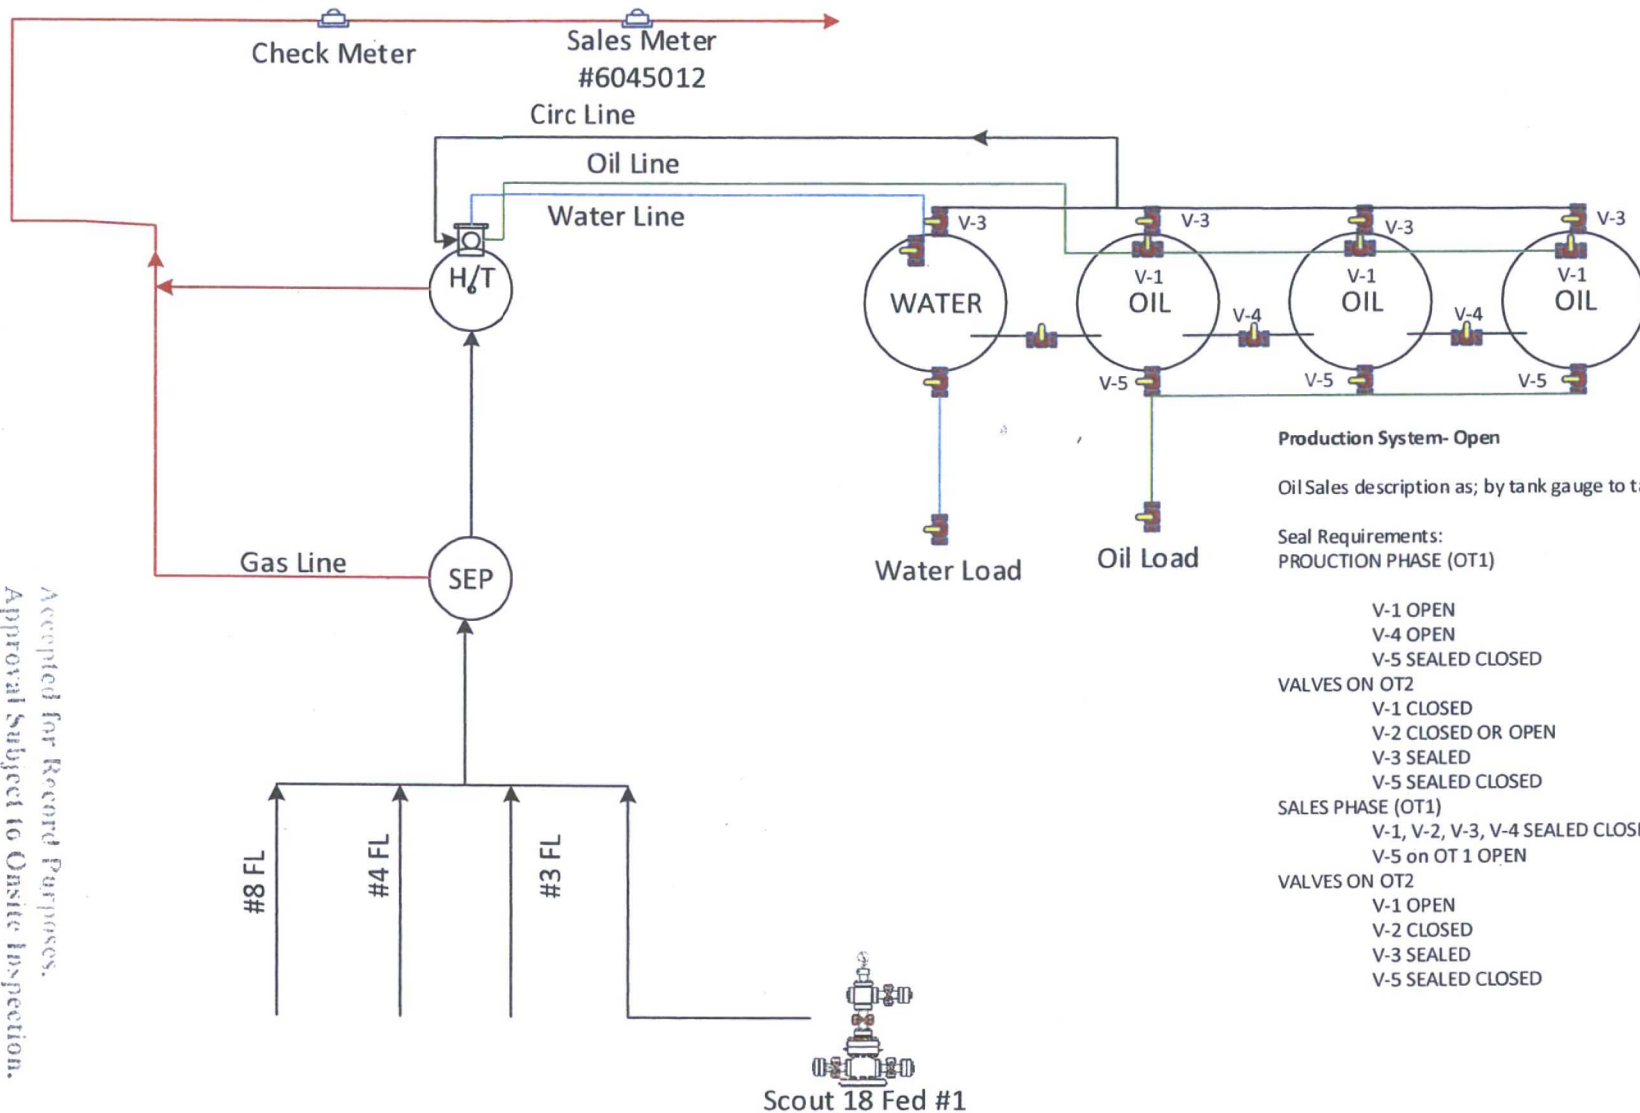 Check Meter
Sales Meter
#6045012
Circ Line
Oil Line
Water Line
V-3
V-3
V-3
V-3
H/T
V-1
V-1
V-1
WATER
OIL
OIL
OIL
V-4
V-4
V-5
V-5
V-5
Production System- Open
Oil Sales description as; by tank gauge to
Seal Requirements:
PROUCTION PHASE (OT1)
Water Load
Oil Load
Gas Line
SEP
V-1 OPEN
V-4 OPEN
V-5 SEALED CLOSED
VALVES ON OT2
V-1 CLOSED
V-2 CLOSED OR OPEN
V-3 SEALED
V-5 SEALED CLOSED
SALES PHASE (OT1)
V-1, V-2, V-3, V-4 SEALED
V-5 on OT 1 OPEN
VALVES ON OT2
V-1 OPEN
V-2 CLOSED
V-3 SEALED
V-5 SEALED CLOSED
#8 FL
#4 FL
#3 FL
Scout 18 Fed #1
Accepted for Record Purposes.
Approval Subject to Onsite Inspection.